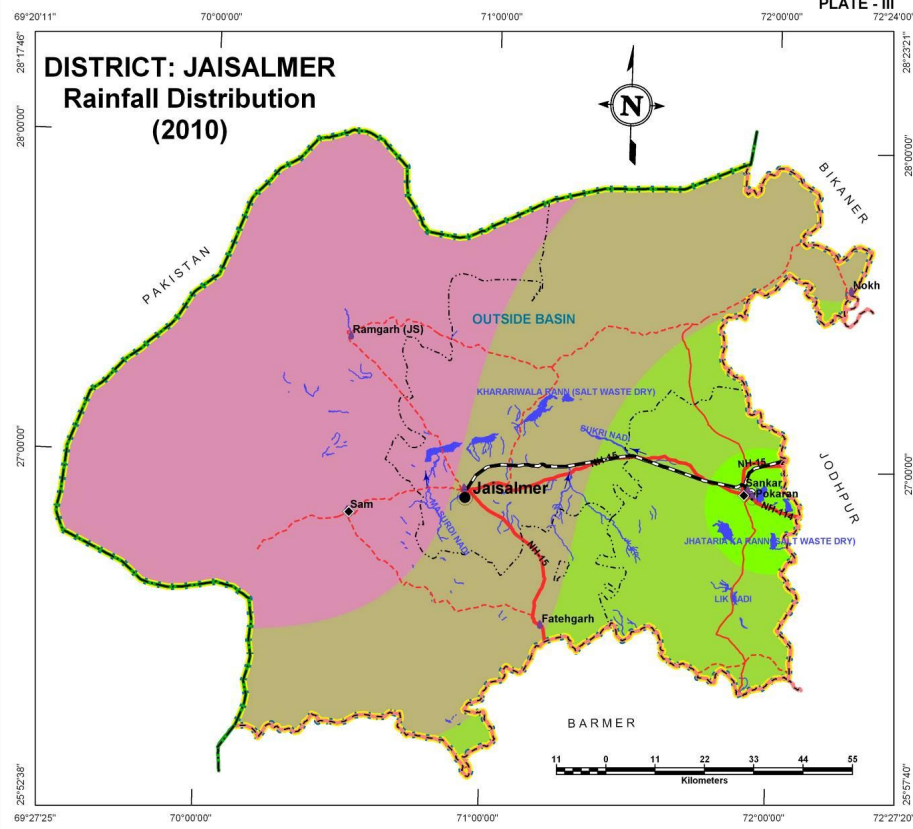 PLATE - III
69°20'11" 70°00'00" 71°00'00" 72°00'00" 72°24'00"
28°17'46"
28°23'21"
DISTRICT: JAISALMER
Rainfall Distribution
(2010)
N
28°00'00"
28°00'00"
BIKANER
PAKISTAN
Nokh
OUTSIDE BASIN
Ramgarh (JS)
KHARARIWALA RANN (SALT WASTE DRY)
SUKRI NADI
27°00'00"
27°00'00"
NH-15
NH-15
JODHPUR
Jaisalmer
Sankar
Pokaran
Sam
NH-114
MASURDI NADI
JHATARIA KA RANN (SALT WASTE DRY)
NH-15
LIK NADI
Fatehgarh
BARMER
11 0 11 22 33 44 55
Kilometers
25°52'38"
25°57'40"
69°27'25" 70°00'00" 71°00'00" 72°00'00" 72°27'20"